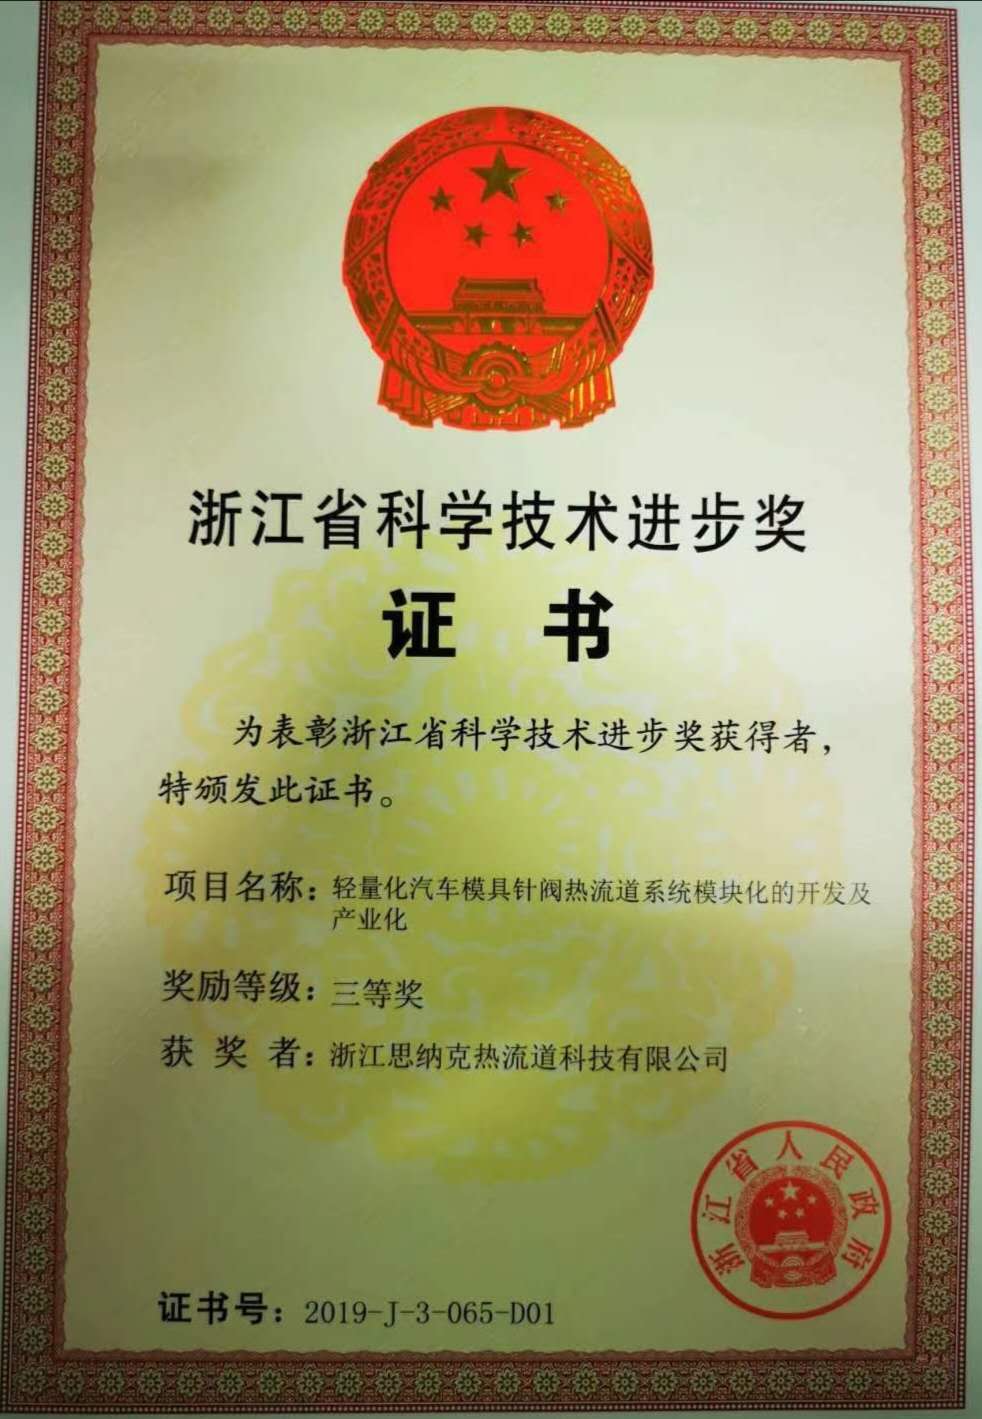 浙江省科学技术进步奖
证 书
为表彰浙江省科学技术进步奖获得者，
特颁发此证书。
项目名称：轻量化汽车模具针阀热流道系统模块化的开发及
产业化
奖励等级：三等奖
获 奖 者：浙江思纳克热流道科技有限公司
浙江省人民政府
证书号：2019-J-3-065-D01